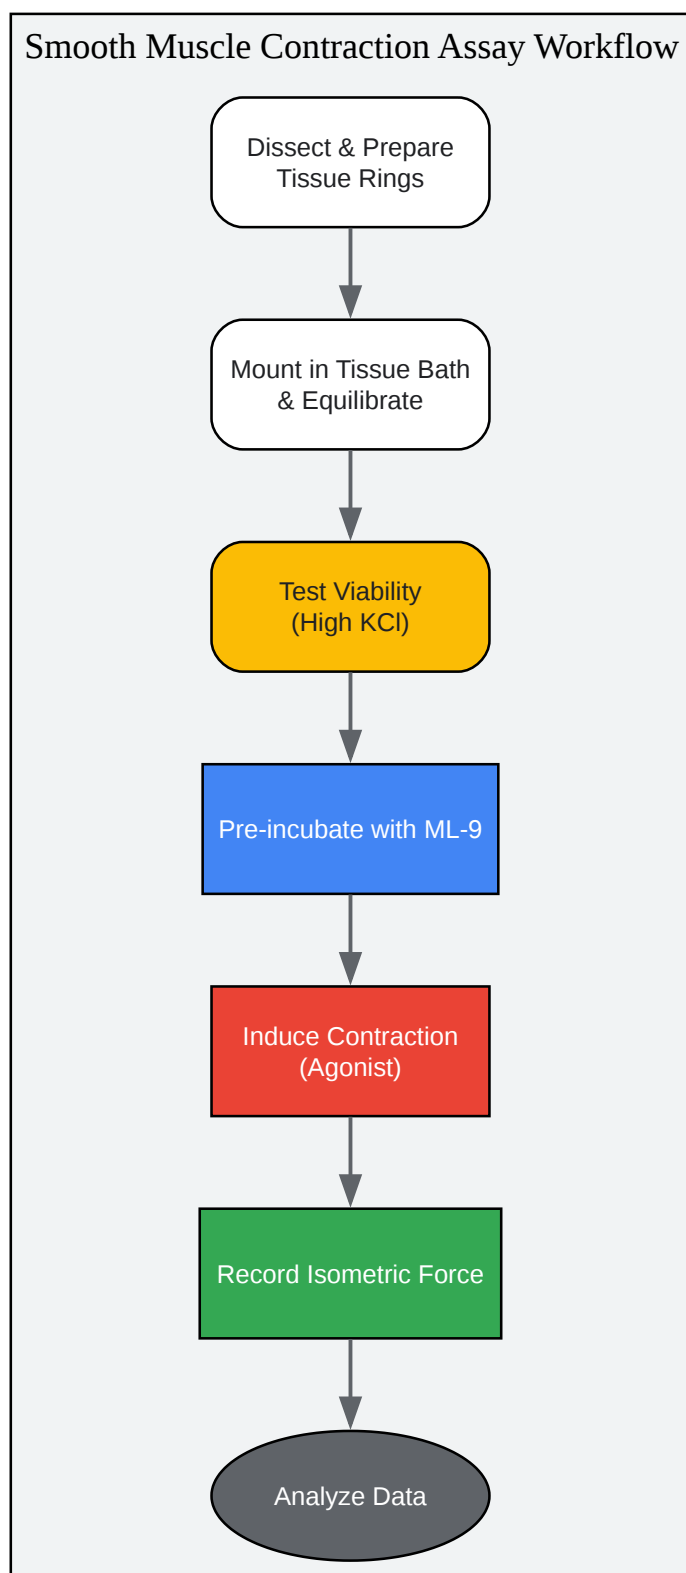 Smooth Muscle Contraction Assay Workflow
Dissect & Prepare
Tissue Rings
Mount in Tissue Bath
& Equilibrate
Test Viability
(High KCl)
Pre-incubate with ML-9
Induce Contraction
(Agonist)
Record Isometric Force
Analyze Data